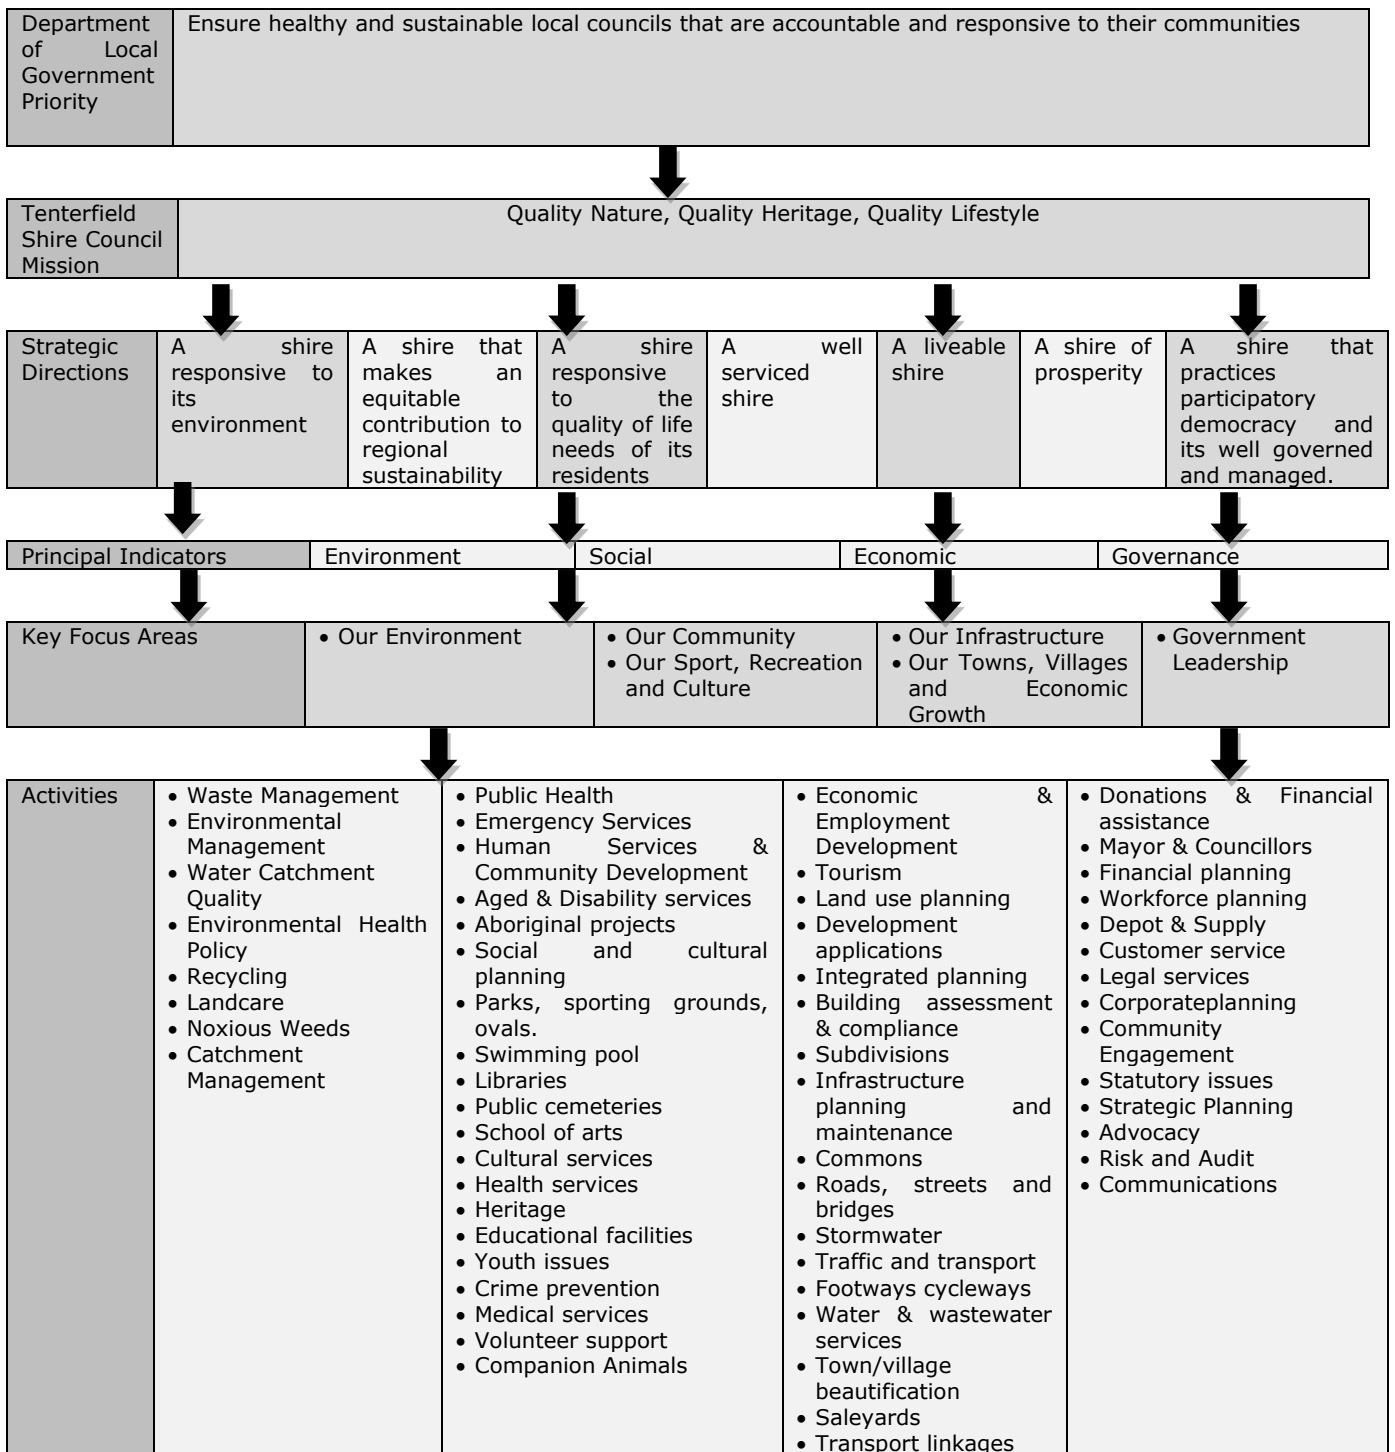 Department of Local Government Priority
Ensure healthy and sustainable local councils that are accountable and responsive to their communities
Tenterfield
Shire Council
Mission
Quality Nature, Quality Heritage, Quality Lifestyle
Strategic
Directions
A shire
responsive to
its
environment
A shire that
makes an
equitable
contribution to
regional
sustainability
A shire
responsive
to the
quality of life
needs of its
residents
A well
serviced
shire
A liveable
shire
A shire of
prosperity
A shire that
practices
participatory
democracy and
its well governed
and managed.
Principal Indicators
Environment
Social
Economic
Governance
Key Focus Areas
• Our Environment
• Our Community
• Our Sport, Recreation
and Culture
• Our Infrastructure
• Our Towns, Villages
and Economic
Growth
• Government
Leadership
Activities
• Waste Management
• Environmental
Management
• Water Catchment
Quality
• Environmental Health
Policy
• Recycling
• Landcare
• Noxious Weeds
• Catchment
Management
• Public Health
• Emergency Services
• Human Services &
Community Development
• Aged & Disability services
• Aboriginal projects
• Social and cultural
planning
• Parks, sporting grounds,
ovals.
• Swimming pool
• Libraries
• Public cemeteries
• School of arts
• Cultural services
• Health services
• Heritage
• Educational facilities
• Youth issues
• Crime prevention
• Medical services
• Volunteer support
• Companion Animals
• Economic &
Employment
Development
• Tourism
• Land use planning
• Development
applications
• Integrated planning
• Building assessment
& compliance
• Subdivisions
• Infrastructure
planning and
maintenance
• Commons
• Roads, streets and
bridges
• Stormwater
• Traffic and transport
• Footways cycleways
• Water & wastewater
services
• Town/village
beautification
• Saleyards
• Transport linkages
• Donations & Financial
assistance
• Mayor & Councillors
• Financial planning
• Workforce planning
• Depot & Supply
• Customer service
• Legal services
• Corporateplanning
• Community
Engagement
• Statutory issues
• Strategic Planning
• Advocacy
• Risk and Audit
• Communications